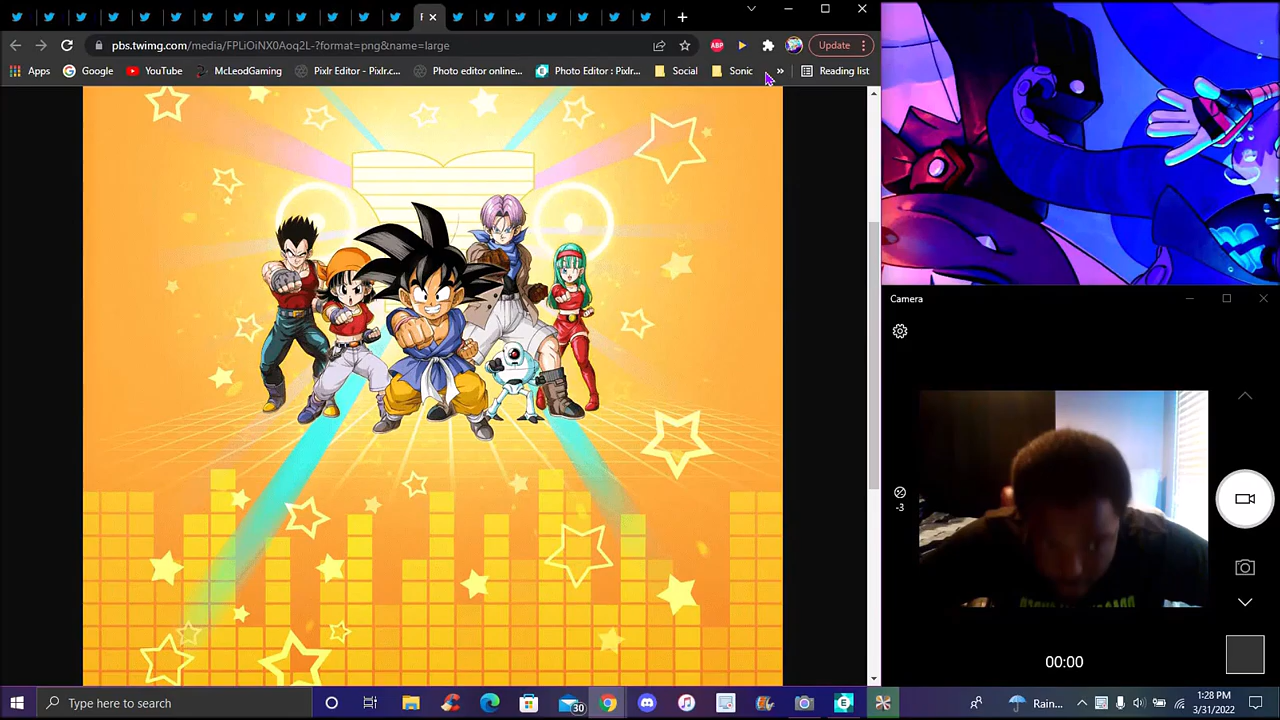 F
pbs.twimg.com/media/FPLiOiNX0Aoq2L-?format=png&name=large
ABP
Update
Apps Google YouTube McLeodGaming Pixlr Editor - Pixlr.c... Photo editor online... Photo Editor : Pixlr... Social Sonic » Reading list
Camera
-3
00:00
Type here to search
30
Rain...
1:28 PM
3/31/2022